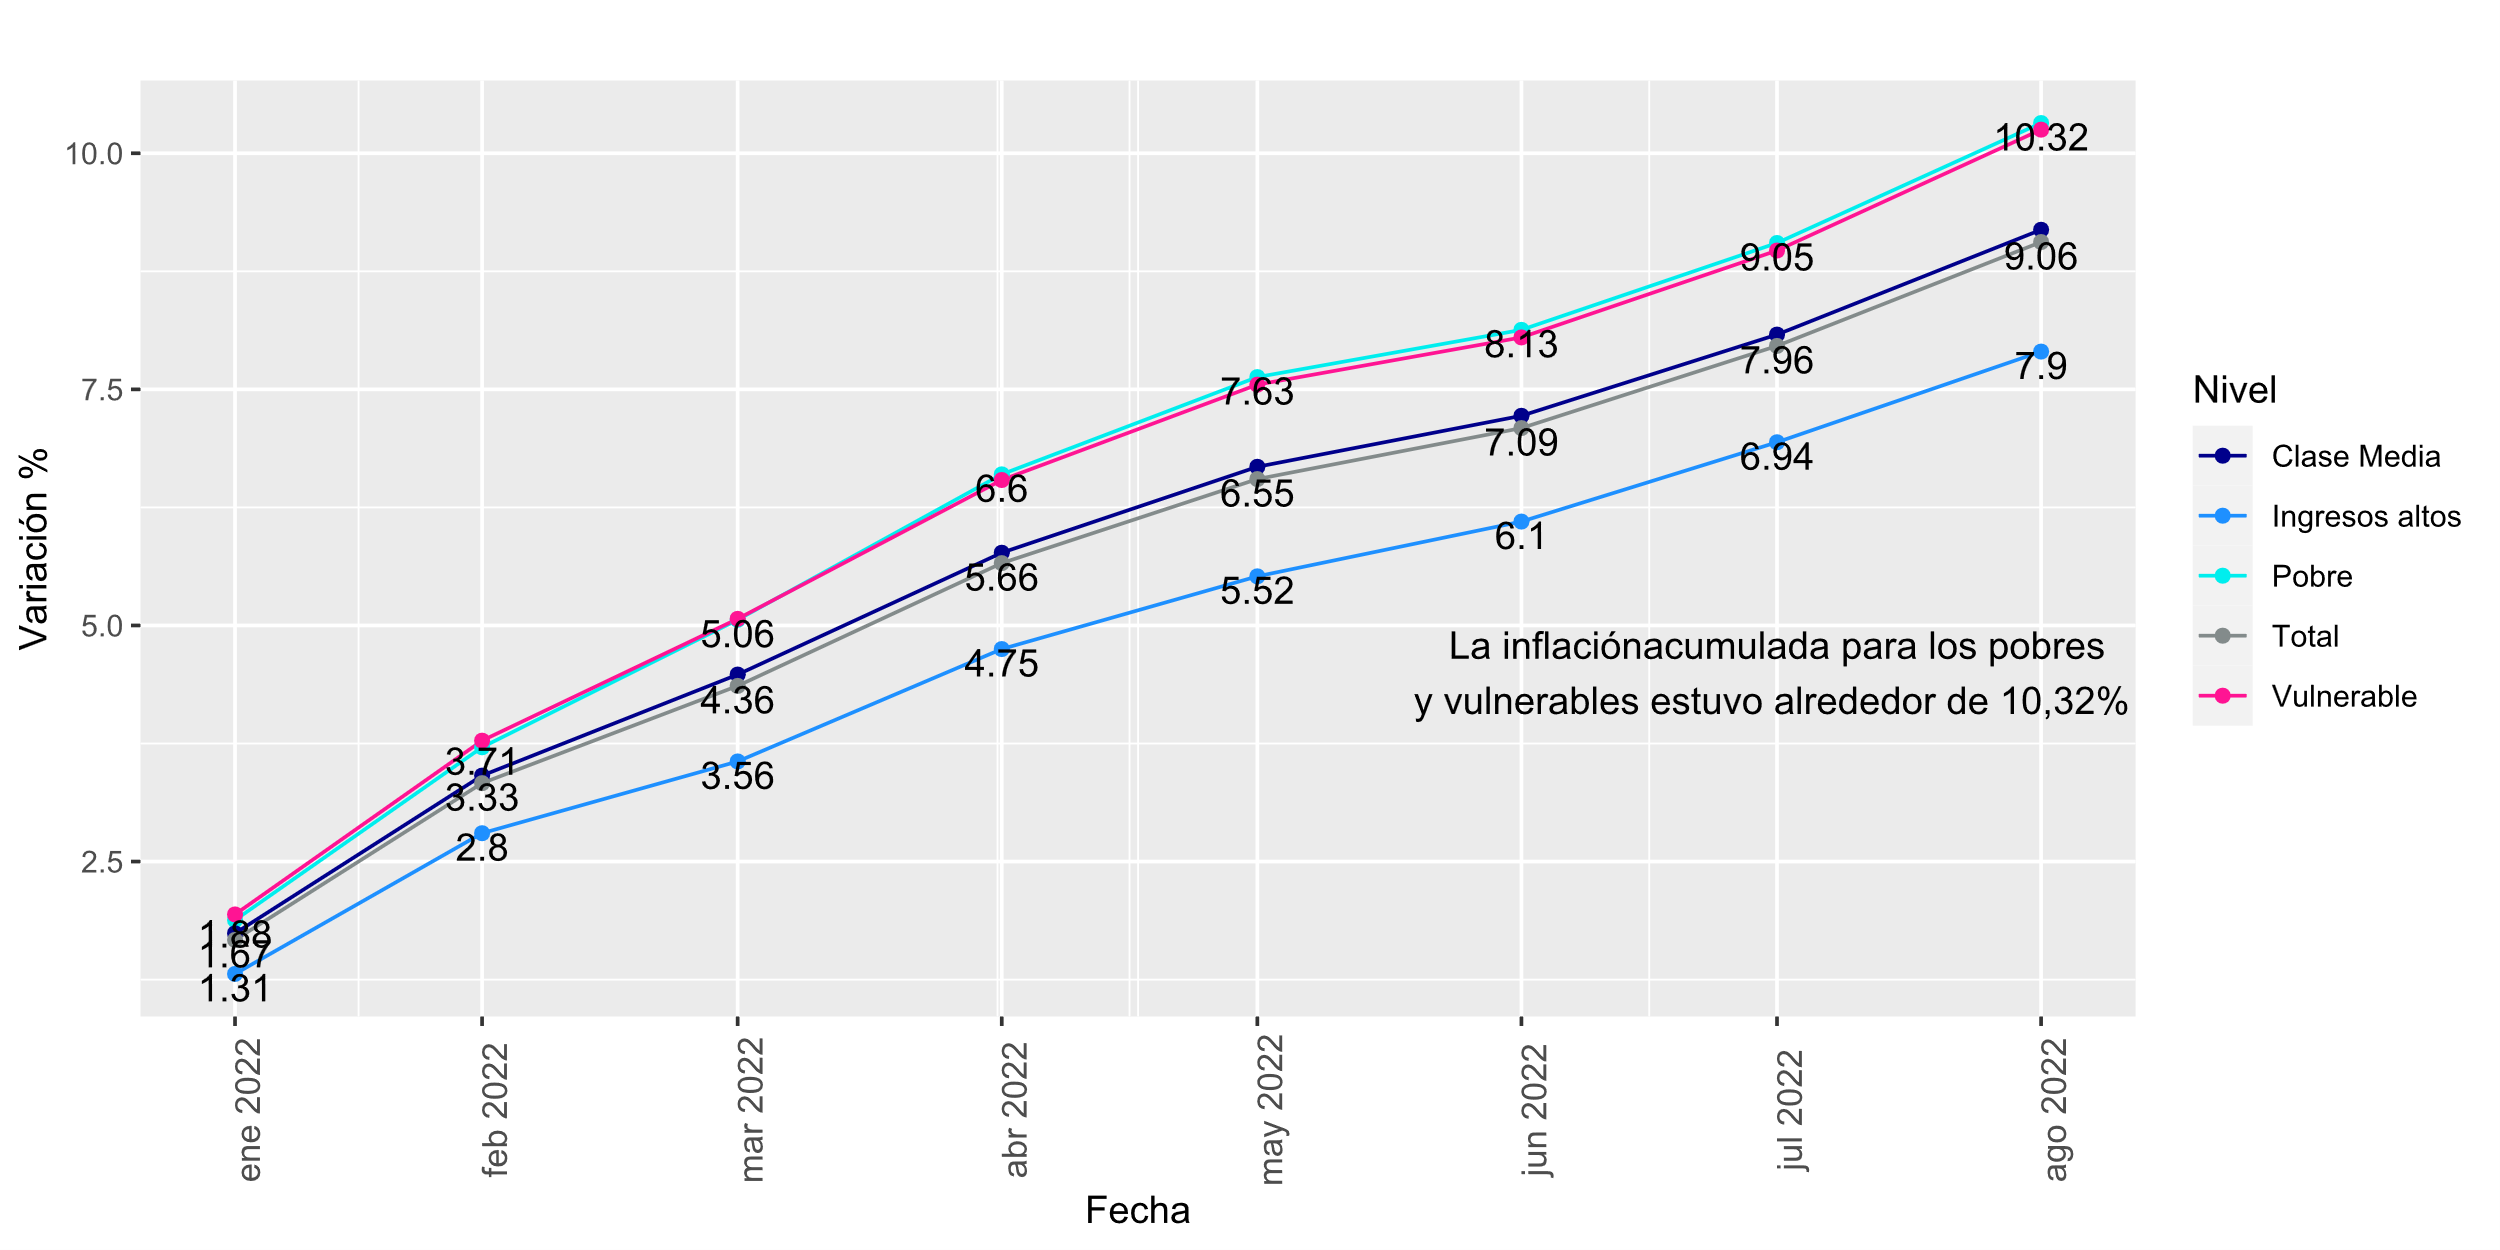 10.0
7.5
5.0
2.5
Variación %
10.32
9.06
7.9
9.05
7.96
6.94
8.13
7.09
6.1
7.63
6.55
5.52
6.6
5.66
4.75
5.06
4.36
3.56
3.71
3.33
2.8
1.88
1.67
1.31
La inflaciónacumulada para los pobres
y vulnerables estuvo alrededor de 10,32%
ene 2022
feb 2022
mar 2022
abr 2022
may 2022
jun 2022
jul 2022
ago 2022
Fecha
Nivel
Clase Media
Ingresos altos
Pobre
Total
Vulnerable